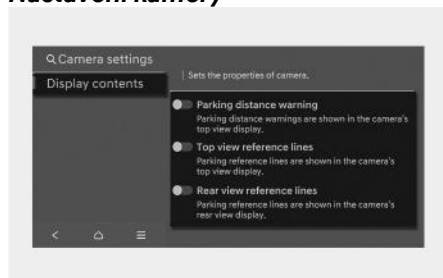 Camera settings
Display contents
Sets the properties of camera.
Parking distance warning
Parking distance warnings are shown in the camera's
top view display.
Top view reference lines
Parking reference lines are shown in the camera's
top view display.
Rear view reference lines
Parking reference lines are shown in the camera's
rear view display.